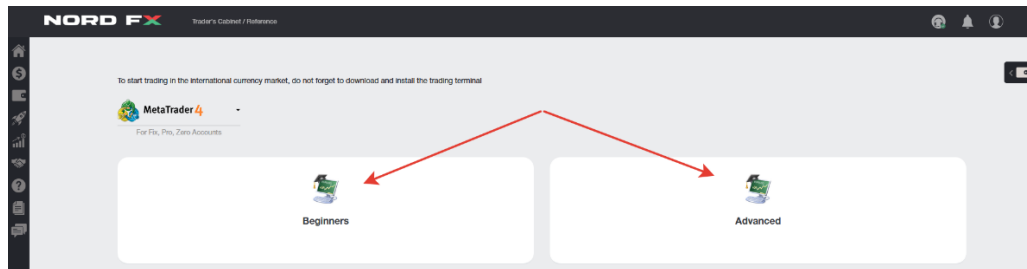 NORD FX
Trader's Cabinet / Reference
To start trading in the international currency market, do not forget to download and install the trading terminal
MetaTrader 4
For Fix, Pro, Zero Accounts
Beginners
Advanced